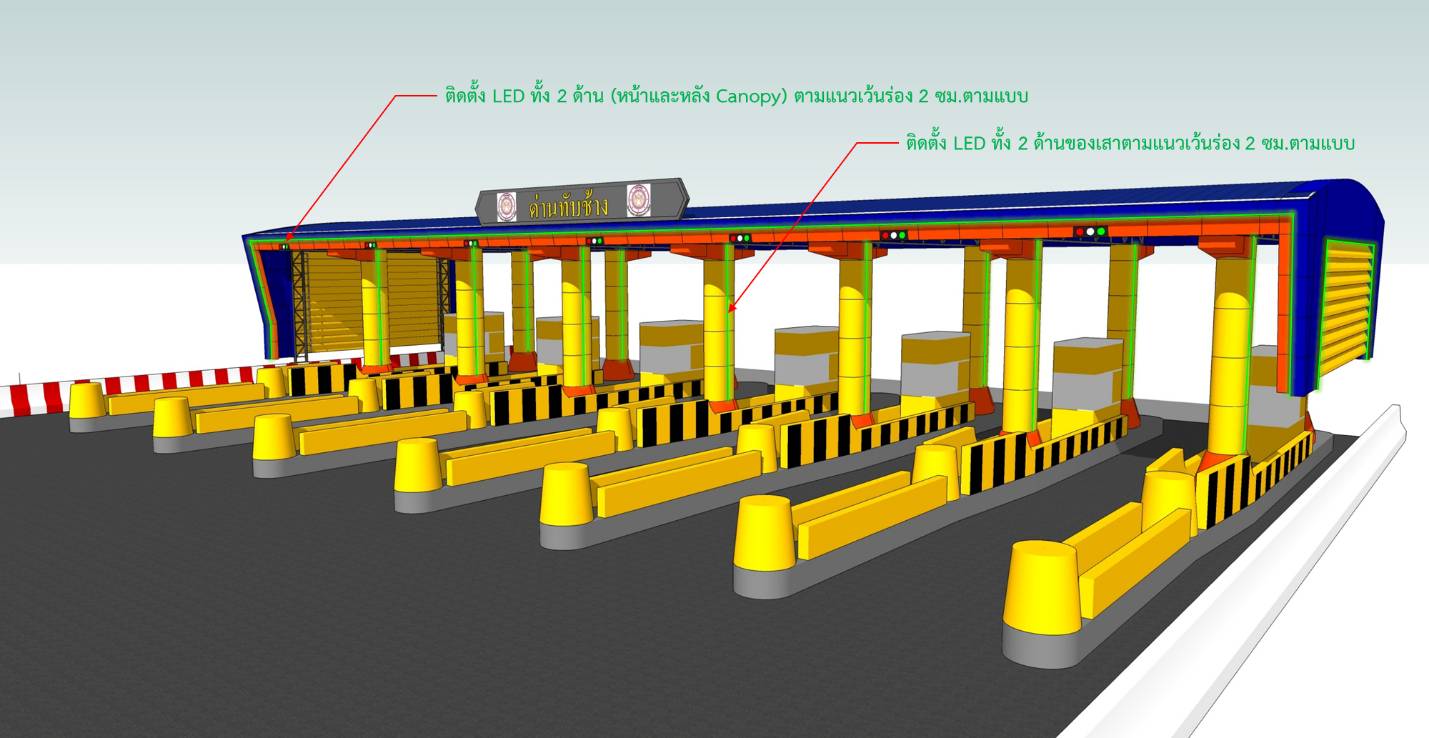 ติดตั้ง LED ทั้ง 2 ด้าน (หน้าและหลัง Canopy) ตามแนวเว้นร่อง 2 ซม.ตามแบบ
ติดตั้ง LED ทั้ง 2 ด้านของเสาตามแนวเว้นร่อง 2 ซม.ตามแบบ
ด่านทับช้าง